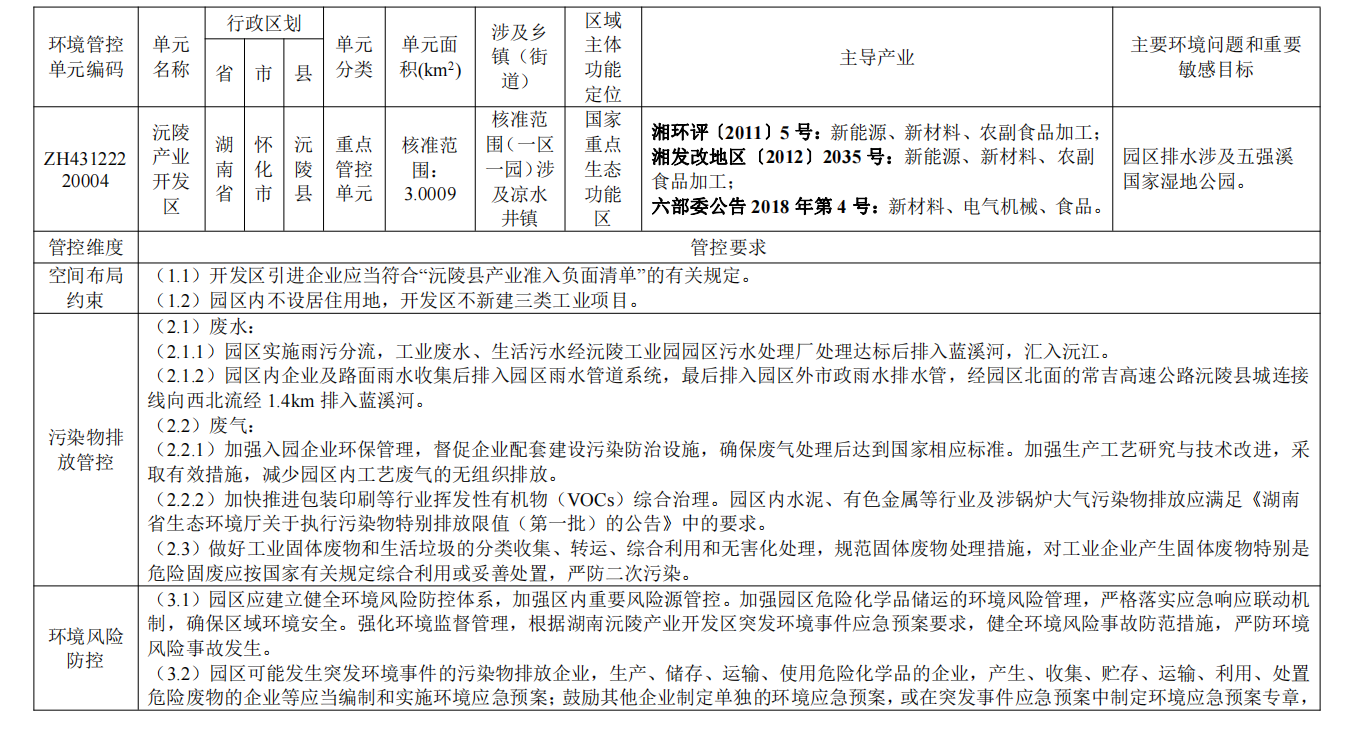 环境管控
单元编码
单元
名称
行政区划
省
市
县
单元
分类
单元面
积(km²)
涉及乡
镇（街
道）
区域
主体
功能
定位
主导产业
主要环境问题和重要
敏感目标
ZH431222
20004
沅陵
产业
开发
区
湖
南
省
怀
化
市
沅
陵
县
重点
管控
单元
核准范
围：
3.0009
核准范
围（一区
一园）涉
及凉水
井镇
国家
重点
生态
功能
区
湘环评〔2011〕5 号：新能源、新材料、农副食品加工；
湘发改地区〔2012〕2035 号：新能源、新材料、农副
食品加工；
六部委公告 2018 年第 4 号：新材料、电气机械、食品。
园区排水涉及五强溪
国家湿地公园。
管控维度
管控要求
空间布局
约束
（1.1）开发区引进企业应当符合“沅陵县产业准入负面清单”的有关规定。
（1.2）园区内不设居住用地，开发区不新建三类工业项目。
污染物排
放管控
（2.1）废水：
（2.1.1）园区实施雨污分流，工业废水、生活污水经沅陵工业园园区污水处理厂处理达标后排入蓝溪河，汇入沅江。
（2.1.2）园区内企业及路面雨水收集后排入园区雨水管道系统，最后排入园区外市政雨水排水管，经园区北面的常吉高速公路沅陵县城连接
线向西北流经 1.4km 排入蓝溪河。
（2.2）废气：
（2.2.1）加强入园企业环保管理，督促企业配套建设污染防治设施，确保废气处理后达到国家相应标准。加强生产工艺研究与技术改进，采
取有效措施，减少园区内工艺废气的无组织排放。
（2.2.2）加快推进包装印刷等行业挥发性有机物（VOCs）综合治理。园区内水泥、有色金属等行业及涉锅炉大气污染物排放应满足《湖南
省生态环境厅关于执行污染物特别排放限值（第一批）的公告》中的要求。
（2.3）做好工业固体废物和生活垃圾的分类收集、转运、综合利用和无害化处理，规范固体废物处理措施，对工业企业产生固体废物特别是
危险固废应按国家有关规定综合利用或妥善处置，严防二次污染。
环境风险
防控
（3.1）园区应建立健全环境风险防控体系，加强区内重要风险源管控。加强园区危险化学品储运的环境风险管理，严格落实应急响应联动机
制，确保区域环境安全。强化环境监督管理，根据湖南沅陵产业开发区突发环境事件应急预案要求，健全环境风险事故防范措施，严防环境
风险事故发生。
（3.2）园区可能发生突发环境事件的污染物排放企业，生产、储存、运输、使用危险化学品的企业，产生、收集、贮存、运输、利用、处置
危险废物的企业等应当编制和实施环境应急预案；鼓励其他企业制定单独的环境应急预案，或在突发事件应急预案中制定环境应急预案专章，